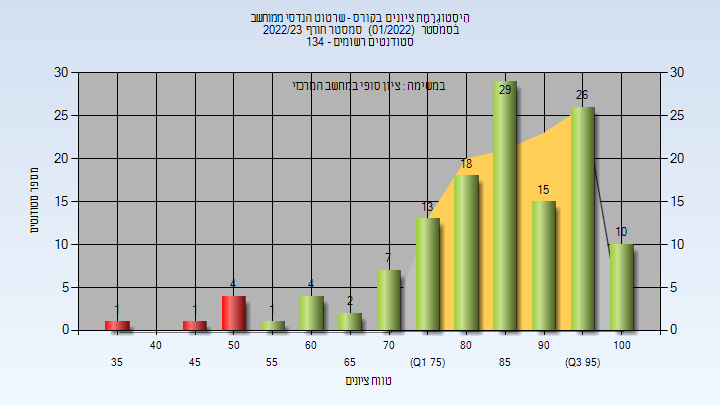 היסטוגרמת ציונים בקורס - שרטוט הנדסי ממוחשב
בסמסטר (01/2022) סמסטר חורף 2022/23
סטודנטים רשומים - 134
במשימה : ציון סופי במחשב המרכזי
מספר סטודנטים
30 25 20 15 10 5 0
30 25 20 15 10 5 0
1 1 4 1 4 2 7 13 18 29 15 26 10
40 50 60 70 80 90 100
35 45 55 65 (Q1 75) 85 (Q3 95)
טווח ציונים